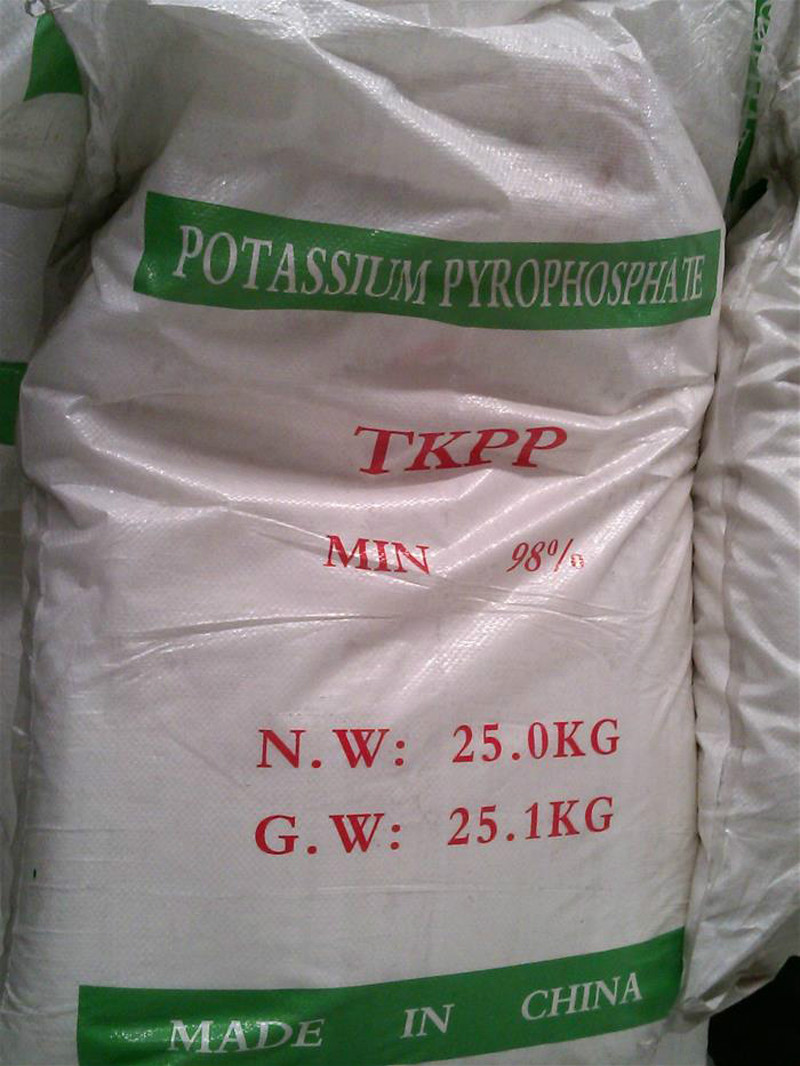 POTASSIUM PYROPHOSPHATE
TKPP
MIN 98%
N.W: 25.0KG
G.W: 25.1KG
MADE IN CHINA